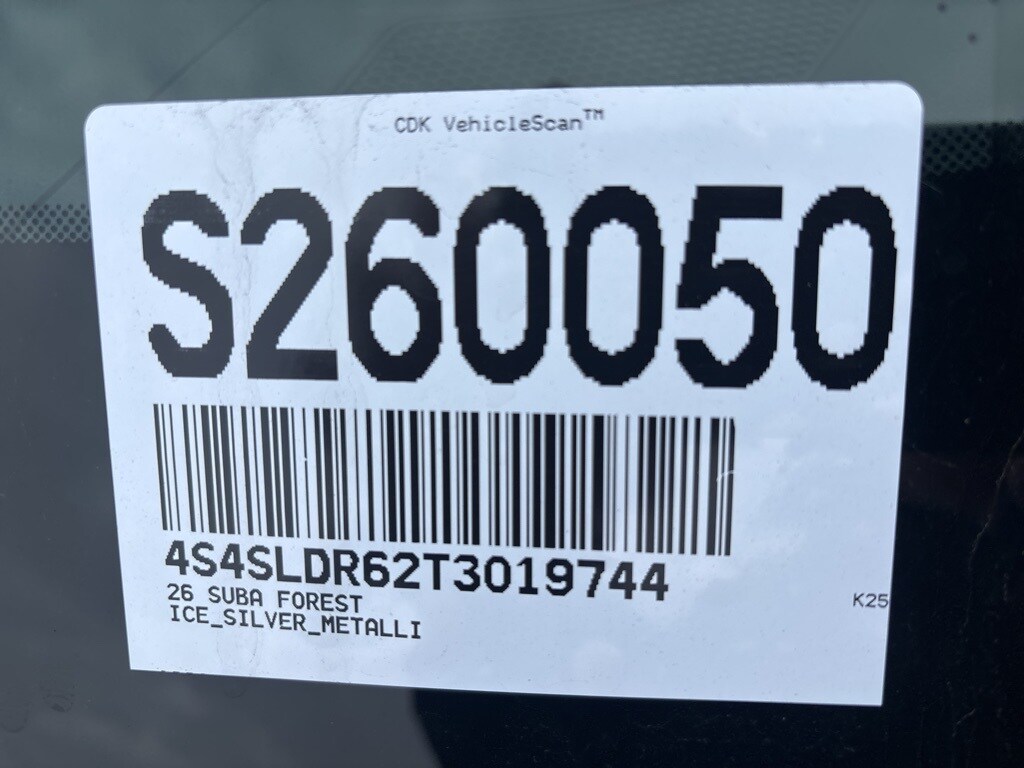 CDK VehicleScan™
S260050
4S4SLDR62T3019744
26 SUBA FOREST
ICE_SILVER_METALLI
K25